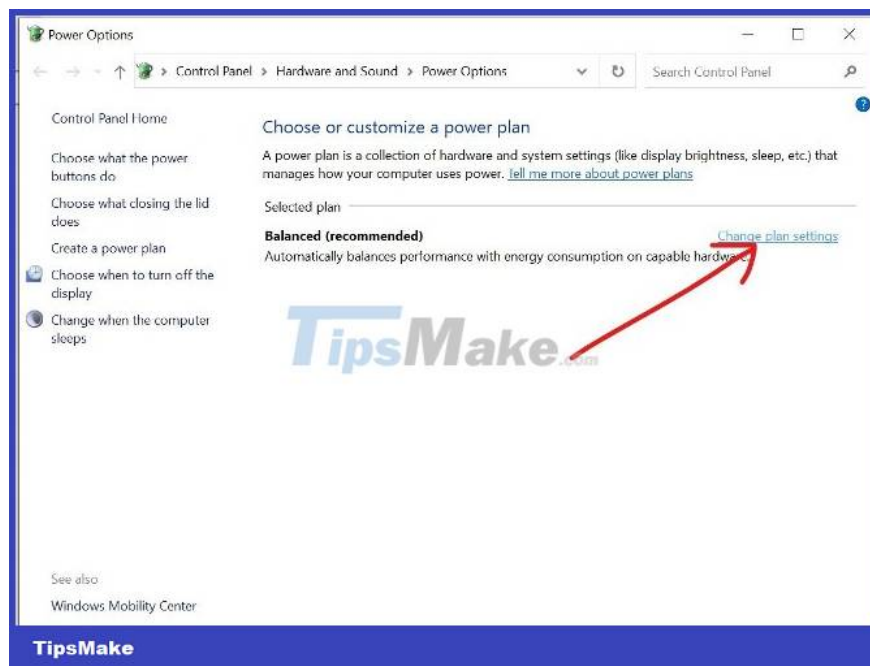 Power Options
Control Panel > Hardware and Sound > Power Options
Search Control Panel
?
Control Panel Home
Choose what the power
buttons do
Choose what closing the lid
does
Create a power plan
Choose when to turn off the
display
Change when the computer
sleeps
Choose or customize a power plan
A power plan is a collection of hardware and system settings (like display brightness, sleep, etc.) that
manages how your computer uses power. Tell me more about power plans
Selected plan
Balanced (recommended)
Change plan settings
Automatically balances performance with energy consumption on capable hardware.
TipsMake.com
See also
Windows Mobility Center
TipsMake